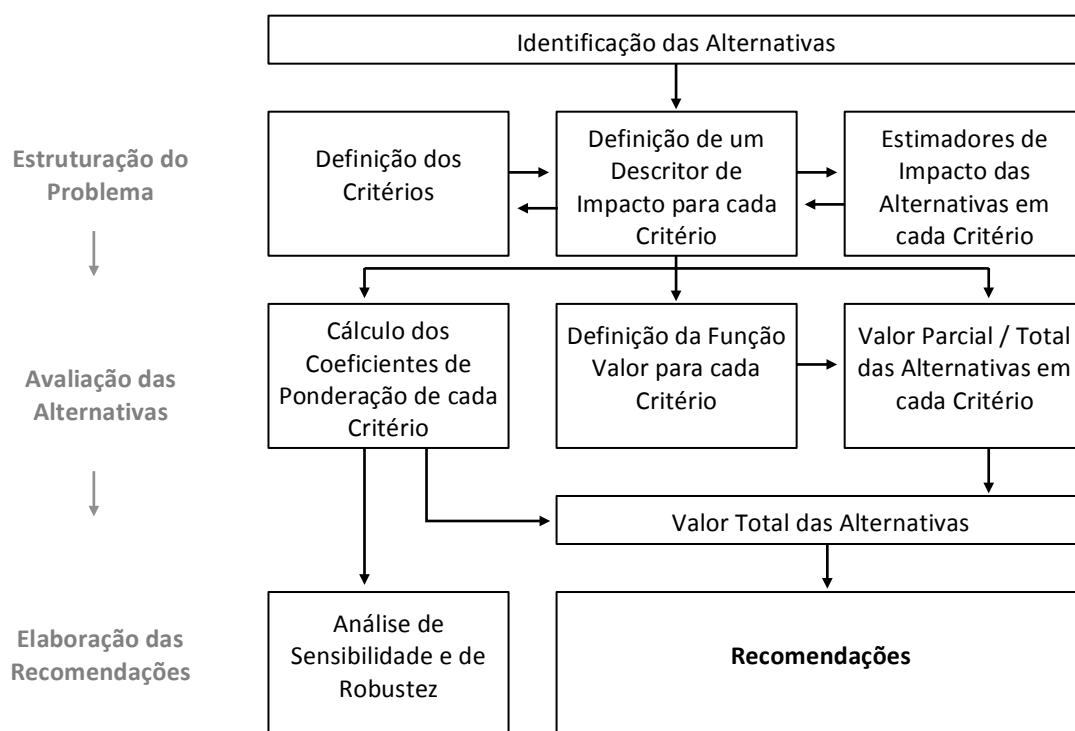 Identificação das Alternativas
Estruturação do
Problema
Definição dos
Critérios
Definição de um
Descritor de
Impacto para cada
Critério
Estimadores de
Impacto das
Alternativas em
cada Critério
Avaliação das
Alternativas
Cálculo dos
Coeficientes de
Ponderação de cada
Critério
Definição da Função
Valor para cada
Critério
Valor Parcial / Total
das Alternativas em
cada Critério
Valor Total das Alternativas
Elaboração das
Recomendações
Análise de
Sensibilidade e de
Robustez
Recomendações